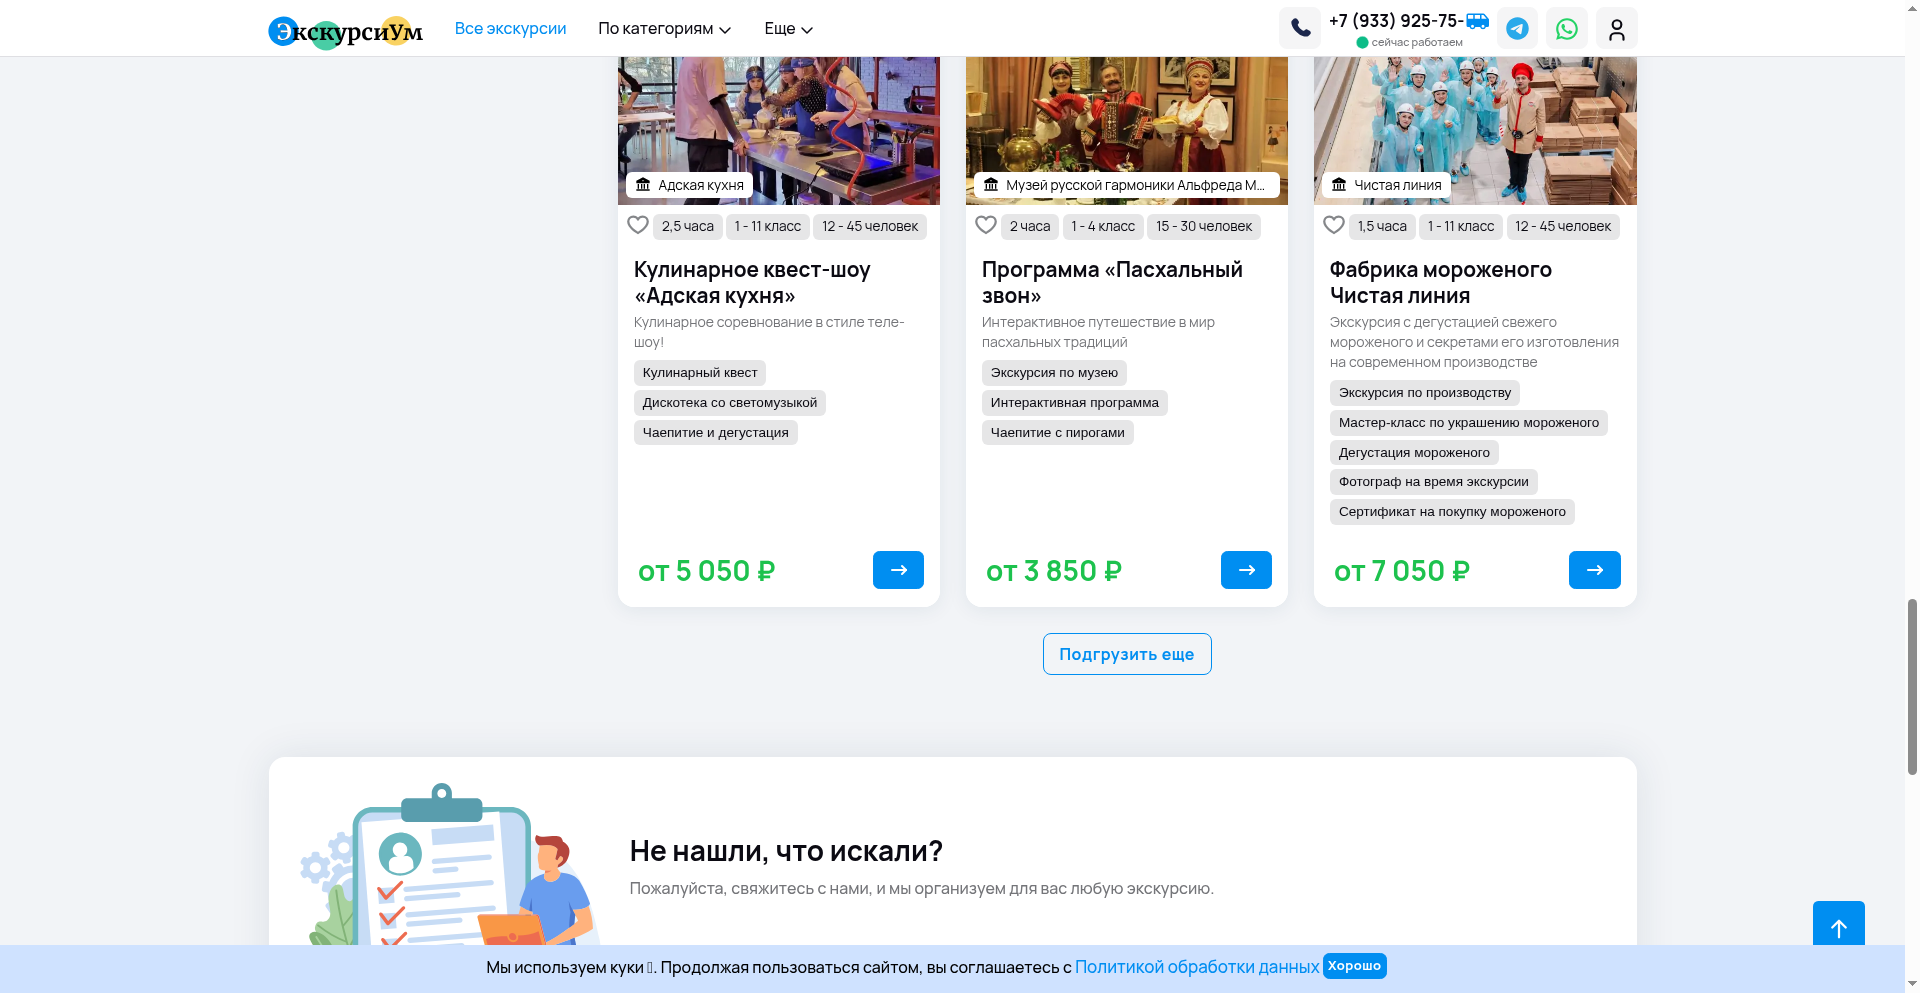 ЭкскурсиУм
Все экскурсии
По категориям
Еще
+7 (933) 925-75-
сейчас работаем
Адская кухня
2,5 часа
1 - 11 класс
12 - 45 человек
Кулинарное квест-шоу
«Адская кухня»
Кулинарное соревнование в стиле теле-
шоу!
Кулинарный квест
Дискотека со светомузыкой
Чаепитие и дегустация
от 5 050 ₽
Музей русской гармоники Альфреда М...
2 часа
1 - 4 класс
15 - 30 человек
Программа «Пасхальный
звон»
Интерактивное путешествие в мир
пасхальных традиций
Экскурсия по музею
Интерактивная программа
Чаепитие с пирогами
от 3 850 ₽
Чистая линия
1,5 часа
1 - 11 класс
12 - 45 человек
Фабрика мороженого
Чистая линия
Экскурсия с дегустацией свежего
мороженого и секретами его изготовления
на современном производстве
Экскурсия по производству
Мастер-класс по украшению мороженого
Дегустация мороженого
Фотограф на время экскурсии
Сертификат на покупку мороженого
от 7 050 ₽
Подгрузить еще
Не нашли, что искали?
Пожалуйста, свяжитесь с нами, и мы организуем для вас любую экскурсию.
Мы используем куки . Продолжая пользоваться сайтом, вы соглашаетесь с Политикой обработки данных Хорошо